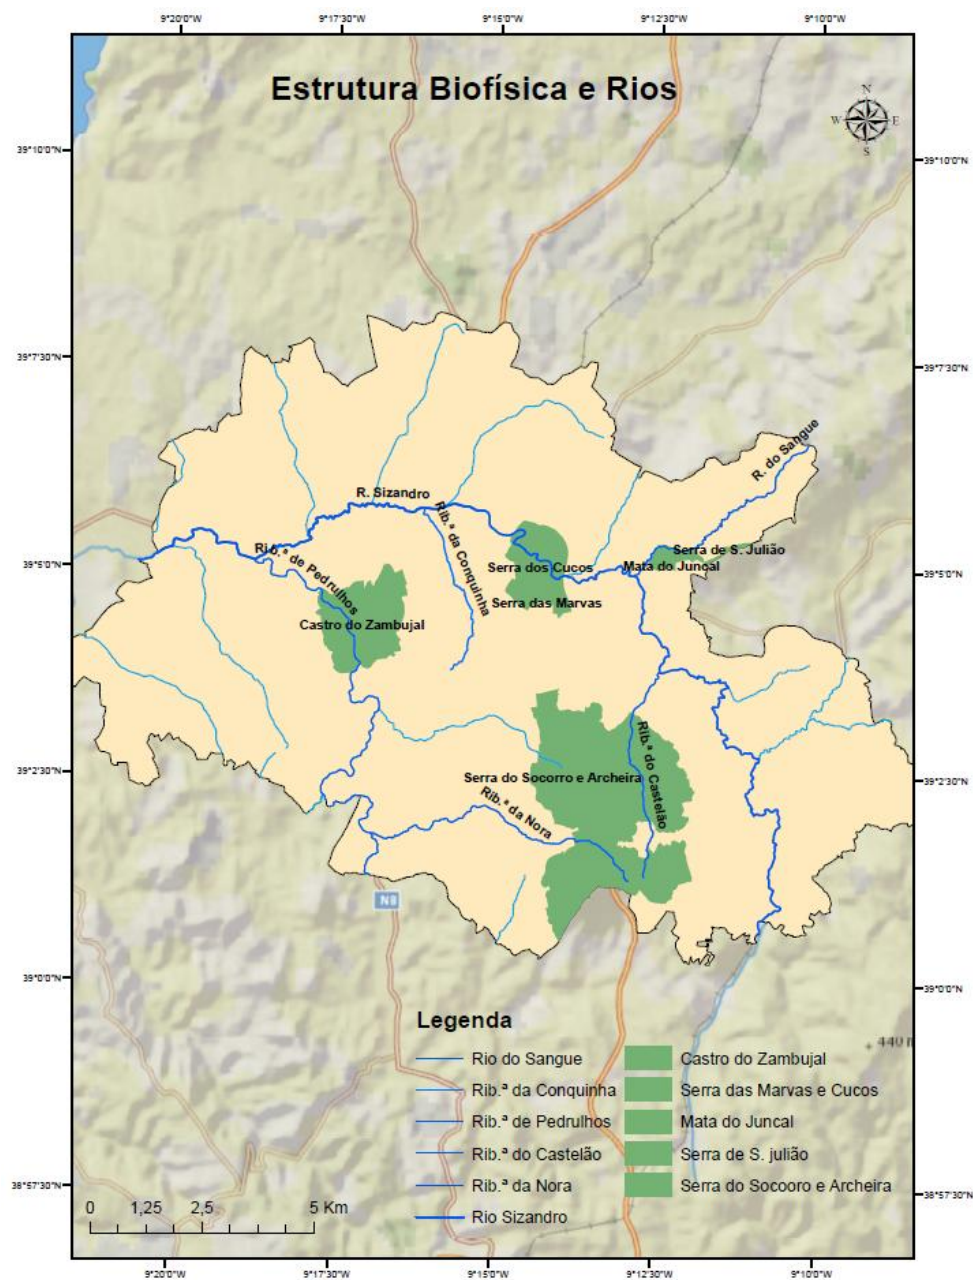 9°20'0"W
9°17'30"W
9°15'0"W
9°12'30"W
9°10'0"W
Estrutura Biofísica e Rios
N
W
E
S
39°10'0"N
39°10'0"N
39°7'30"N
39°7'30"N
R. do Sangue
R. Sizandro
Rib.ª da Conquinha
Rib.ª de Pedrulhos
Serra de S. Julião
Serra dos Cucos
Mata do Juncal
39°5'0"N
39°5'0"N
Serra das Marvas
Castro do Zambujal
Rib.ª do Castelão
39°2'30"N
Serra do Socorro e Archeira
39°2'30"N
Rib.ª da Nora
N8
39°0'0"N
39°0'0"N
Legenda
440 m
Rio do Sangue
Rib.ª da Conquinha
Rib.ª de Pedrulhos
Rib.ª do Castelão
Rib.ª da Nora
Rio Sizandro
Castro do Zambujal
Serra das Marvas e Cucos
Mata do Juncal
Serra de S. julião
Serra do Socooro e Archeira
38°57'30"N
38°57'30"N
0 1,25 2,5 5 Km
9°20'0"W
9°17'30"W
9°15'0"W
9°12'30"W
9°10'0"W